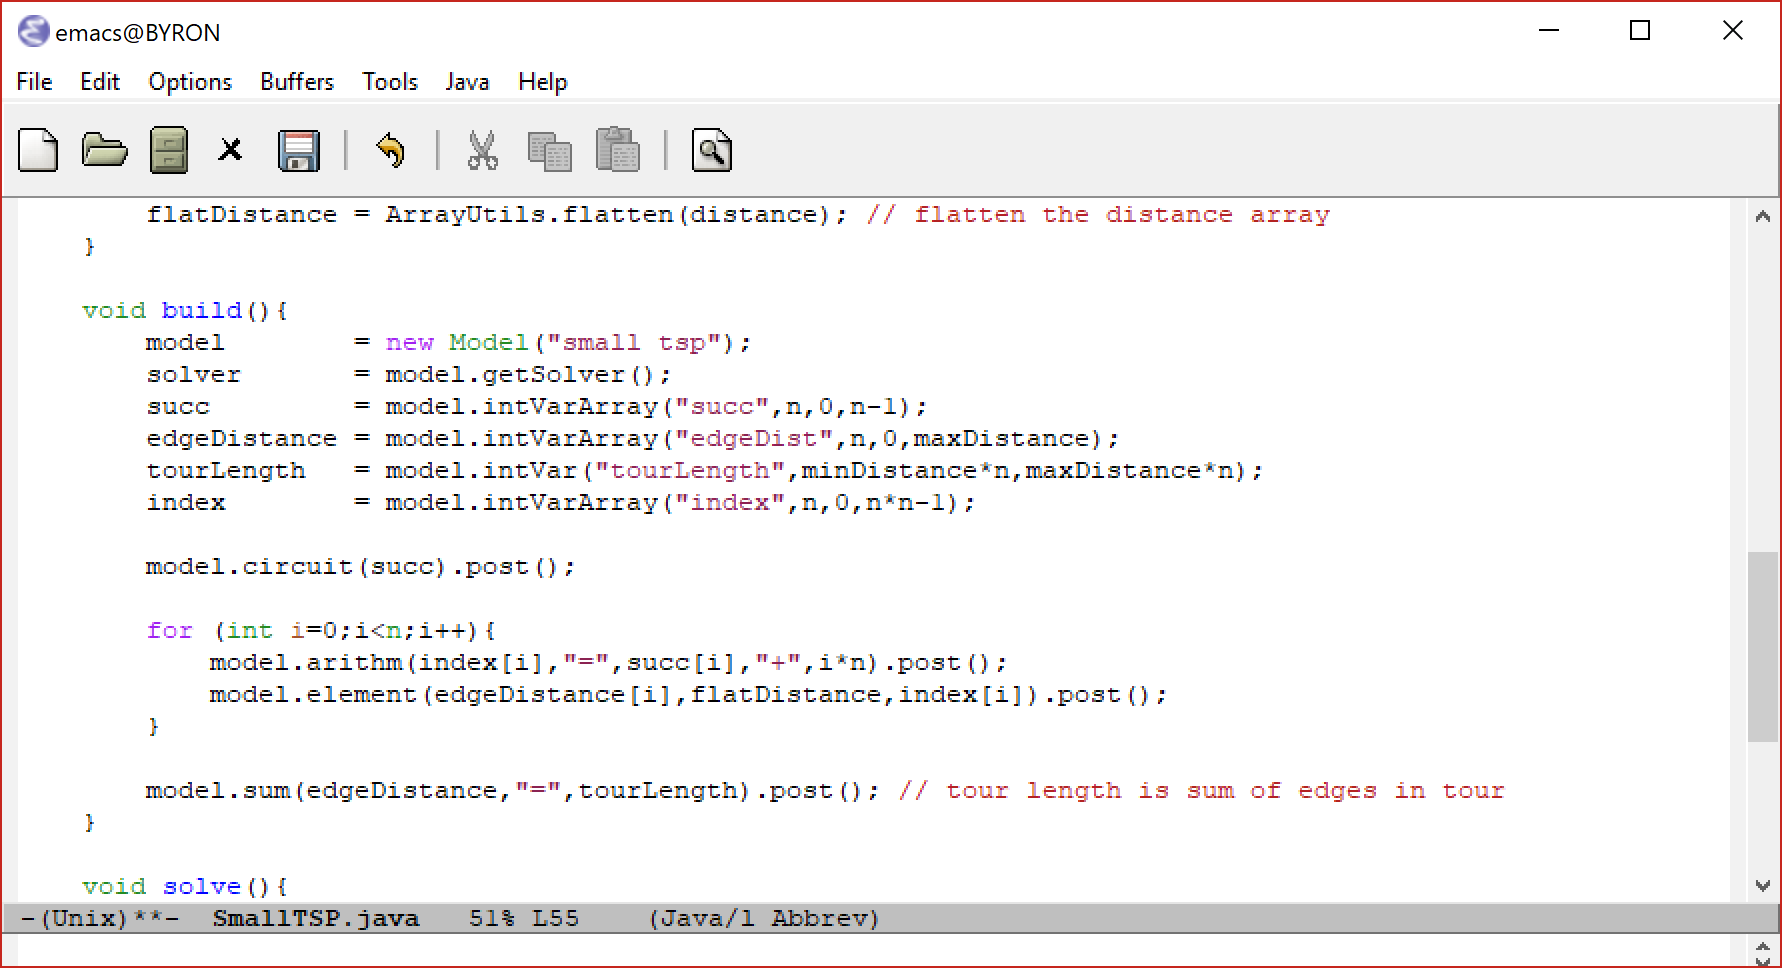 emacs@BYRON
File Edit Options Buffers Tools Java Help
        flatDistance = ArrayUtils.flatten(distance); // flatten the distance array
    }

    void build(){
        model        = new Model("small tsp");
        solver       = model.getSolver();
        succ         = model.intVarArray("succ",n,0,n-1);
        edgeDistance = model.intVarArray("edgeDist",n,0,maxDistance);
        tourLength   = model.intVar("tourLength",minDistance*n,maxDistance*n);
        index        = model.intVarArray("index",n,0,n*n-1);

        model.circuit(succ).post();

        for (int i=0;i<n;i++){
            model.arithm(index[i],"=",succ[i],"+",i*n).post();
            model.element(edgeDistance[i],flatDistance,index[i]).post();
        }

        model.sum(edgeDistance,"=",tourLength).post(); // tour length is sum of edges in tour
    }

    void solve(){
-(Unix)**-  SmallTSP.java   51% L55    (Java/l Abbrev)